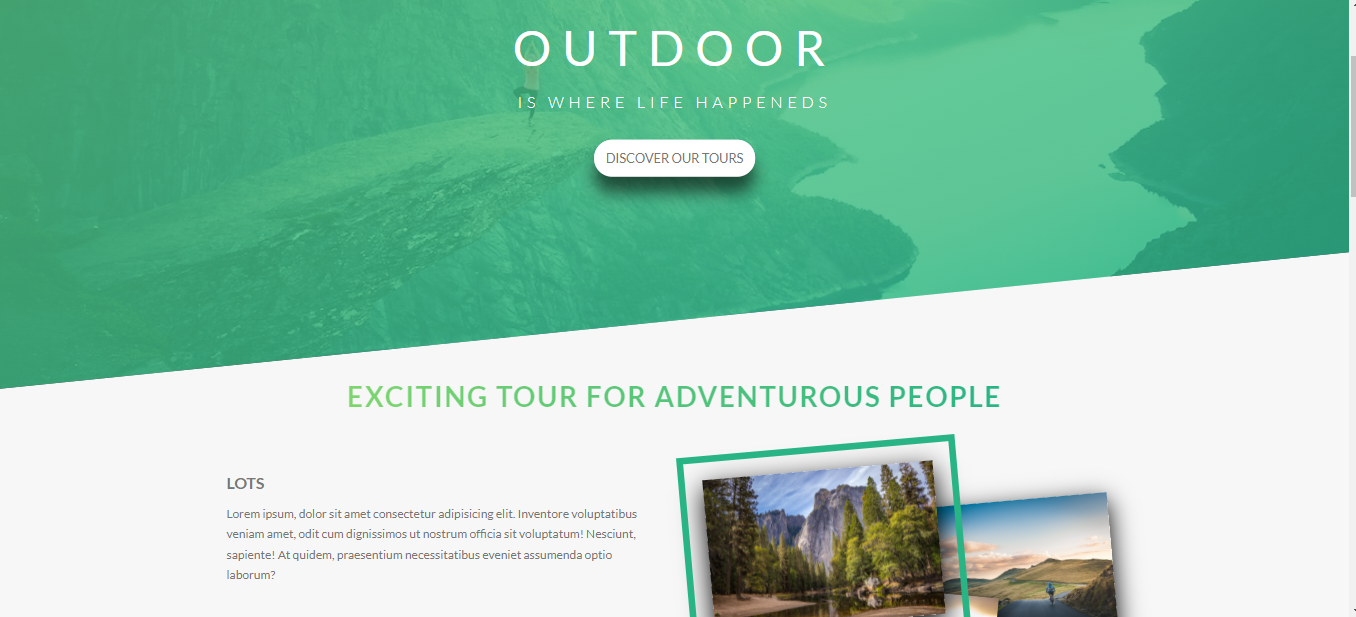 OUTDOOR
IS WHERE LIFE HAPPENEDS
DISCOVER OUR TOURS
EXCITING TOUR FOR ADVENTUROUS PEOPLE
LOTS
Lorem ipsum, dolor sit amet consectetur adipisicing elit. Inventore voluptatibus
veniam amet, odit cum dignissimos ut nostrum officia sit voluptatum! Nesciunt,
sapiente! At quidem, praesentium necessitatibus eveniet assumenda optio
laborum?